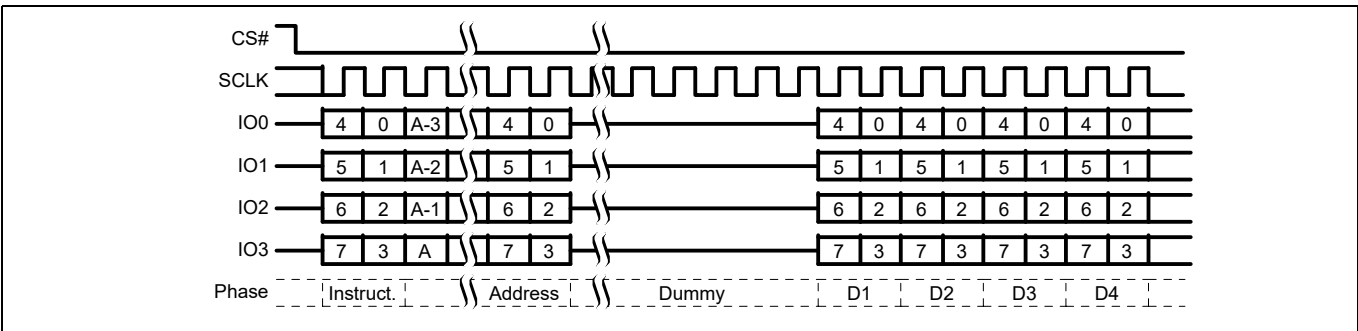 CS#
SCLK
IO0 4 0 A-3 4 0 4 0 4 0 4 0 4 0
IO1 5 1 A-2 5 1 5 1 5 1 5 1 5 1
IO2 6 2 A-1 6 2 6 2 6 2 6 2 6 2
IO3 7 3 A 7 3 7 3 7 3 7 3 7 3
Phase Instruct. Address Dummy D1 D2 D3 D4